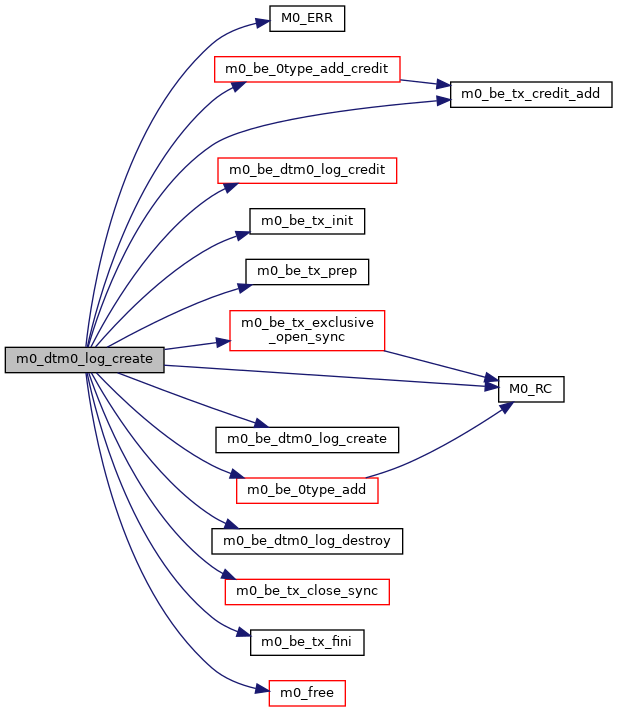 M0_ERR
m0_be_0type_add_credit
m0_be_tx_credit_add
m0_be_dtm0_log_credit
m0_be_tx_init
m0_be_tx_prep
m0_be_tx_exclusive
_open_sync
m0_dtm0_log_create
M0_RC
m0_be_dtm0_log_create
m0_be_0type_add
m0_be_dtm0_log_destroy
m0_be_tx_close_sync
m0_be_tx_fini
m0_free